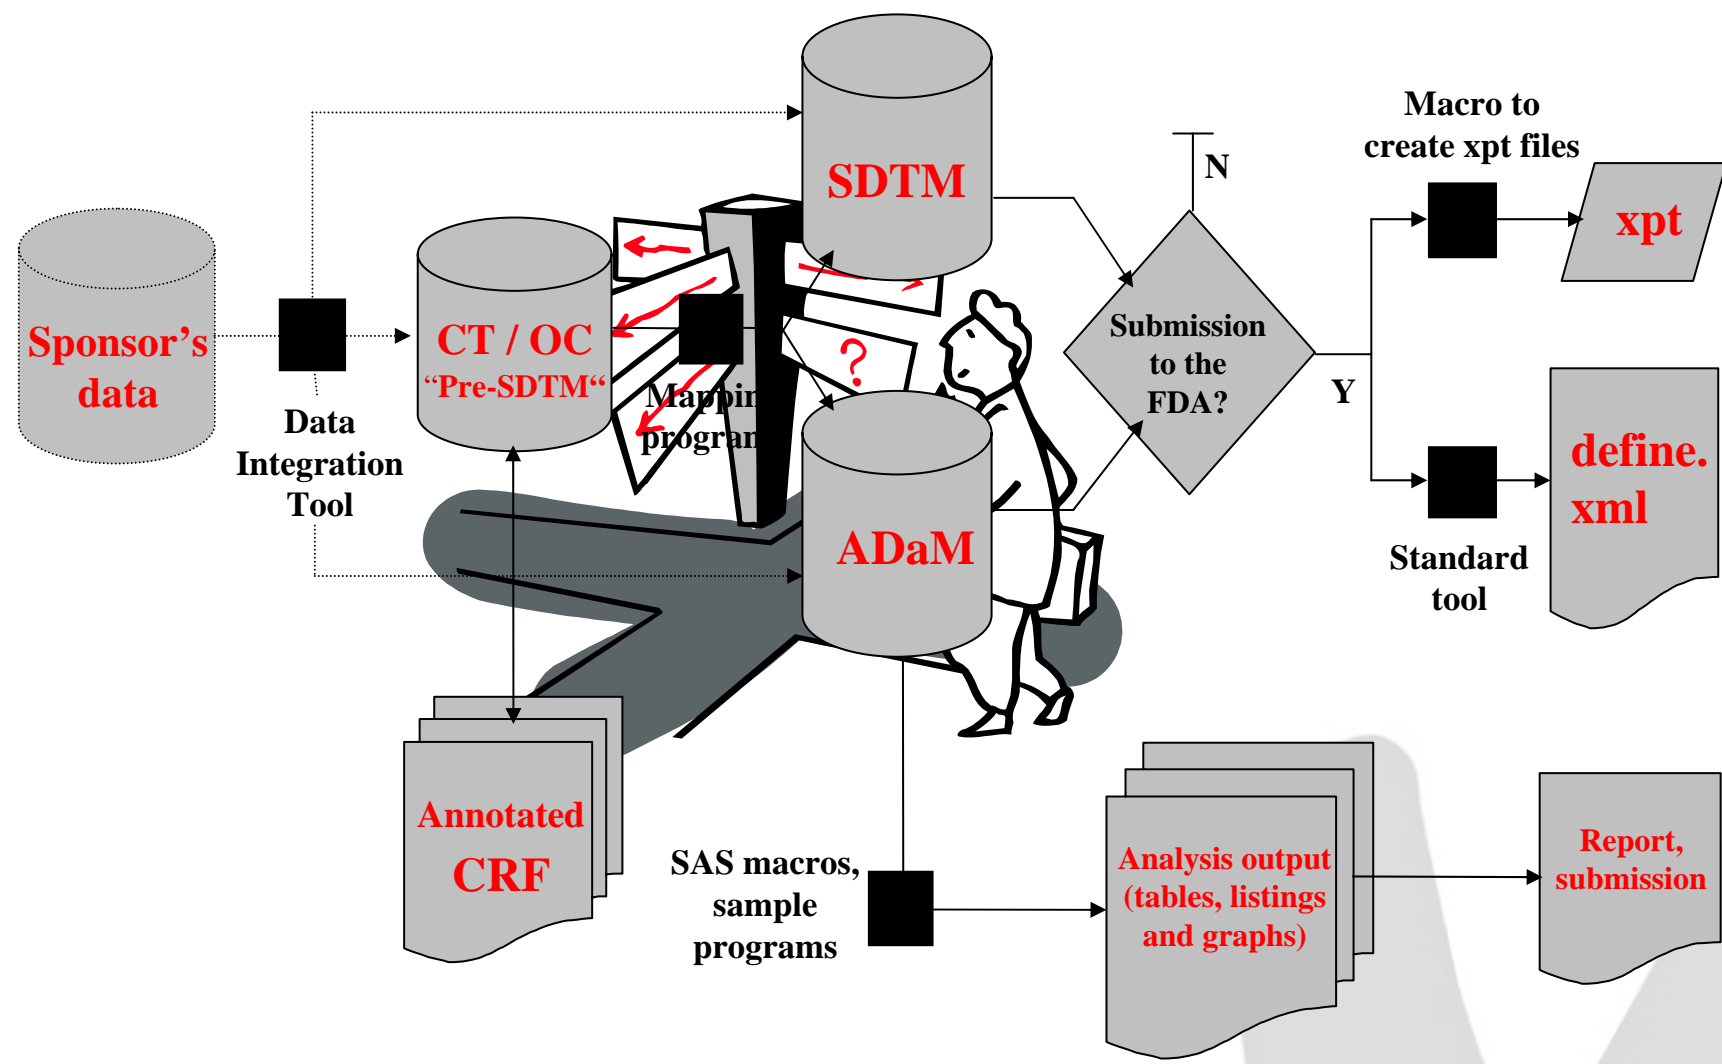 SDTM
Macro to
create xpt files
N
xpt
Sponsor’s
data
CT / OC
“Pre-SDTM“
?
Submission
to the
FDA?
Y
Data
Integration
Tool
define.
xml
ADaM
Standard
tool
Annotated
CRF
SAS macros,
sample
programs
Analysis output
(tables, listings
and graphs)
Report,
submission